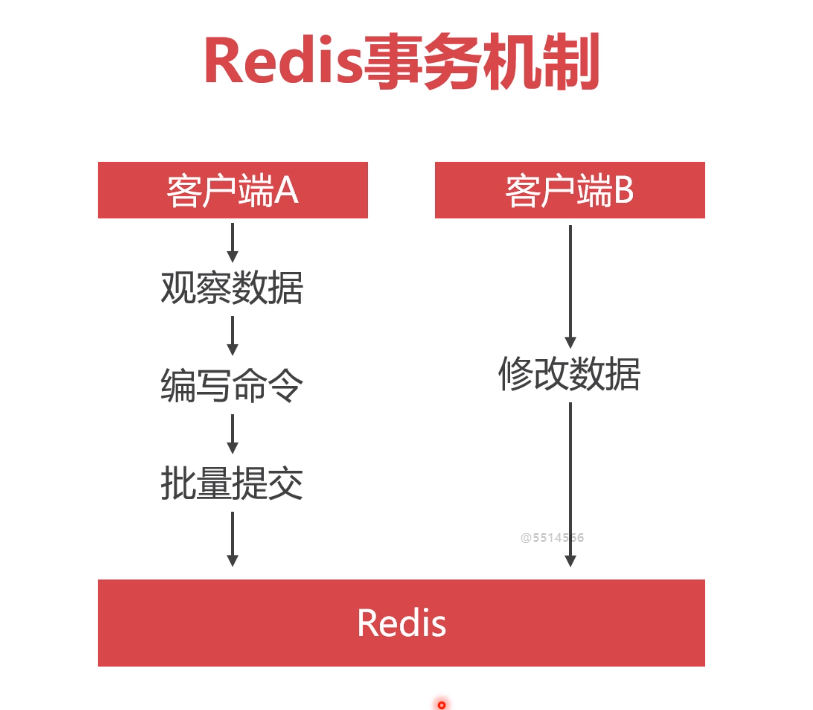 Redis事务机制
客户端A
客户端B
观察数据
编写命令
修改数据
批量提交
@5514556
Redis